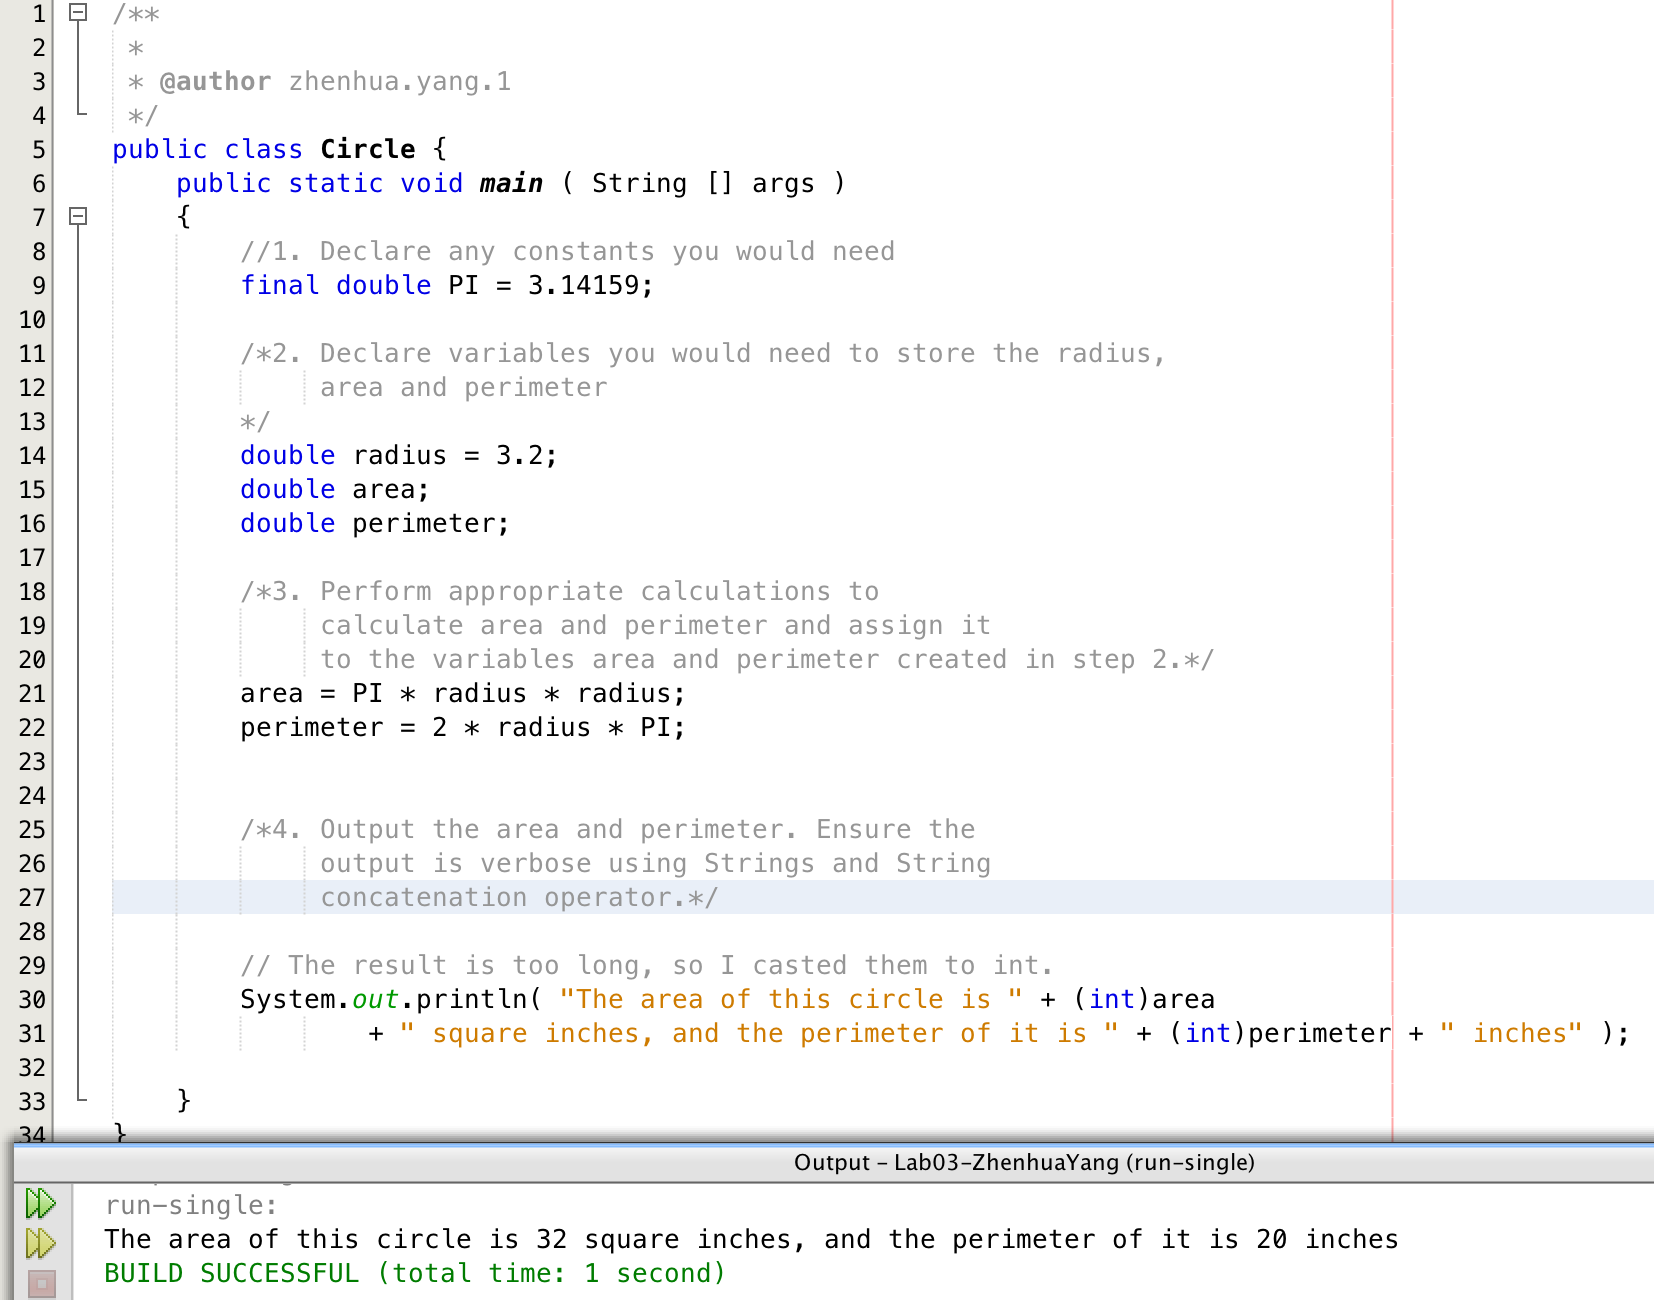 1 /**
2 *
3 * @author zhenhua.yang.1
4 */
5 public class Circle {
6 public static void main ( String [] args )
7 {
8 //1. Declare any constants you would need
9 final double PI = 3.14159;
10
11 /*2. Declare variables you would need to store the radius,
12 area and perimeter
13 */
14 double radius = 3.2;
15 double area;
16 double perimeter;
17
18 /*3. Perform appropriate calculations to
19 calculate area and perimeter and assign it
20 to the variables area and perimeter created in step 2.*/
21 area = PI * radius * radius;
22 perimeter = 2 * radius * PI;
23
24
25 /*4. Output the area and perimeter. Ensure the
26 output is verbose using Strings and String
27 concatenation operator.*/
28
29 // The result is too long, so I casted them to int.
30 System.out.println( "The area of this circle is " + (int)area
31 + " square inches, and the perimeter of it is " + (int)perimeter + " inches" );
32
33 }
34 }
Output - Lab03-ZhenhuaYang (run-single)
run-single:
The area of this circle is 32 square inches, and the perimeter of it is 20 inches
BUILD SUCCESSFUL (total time: 1 second)